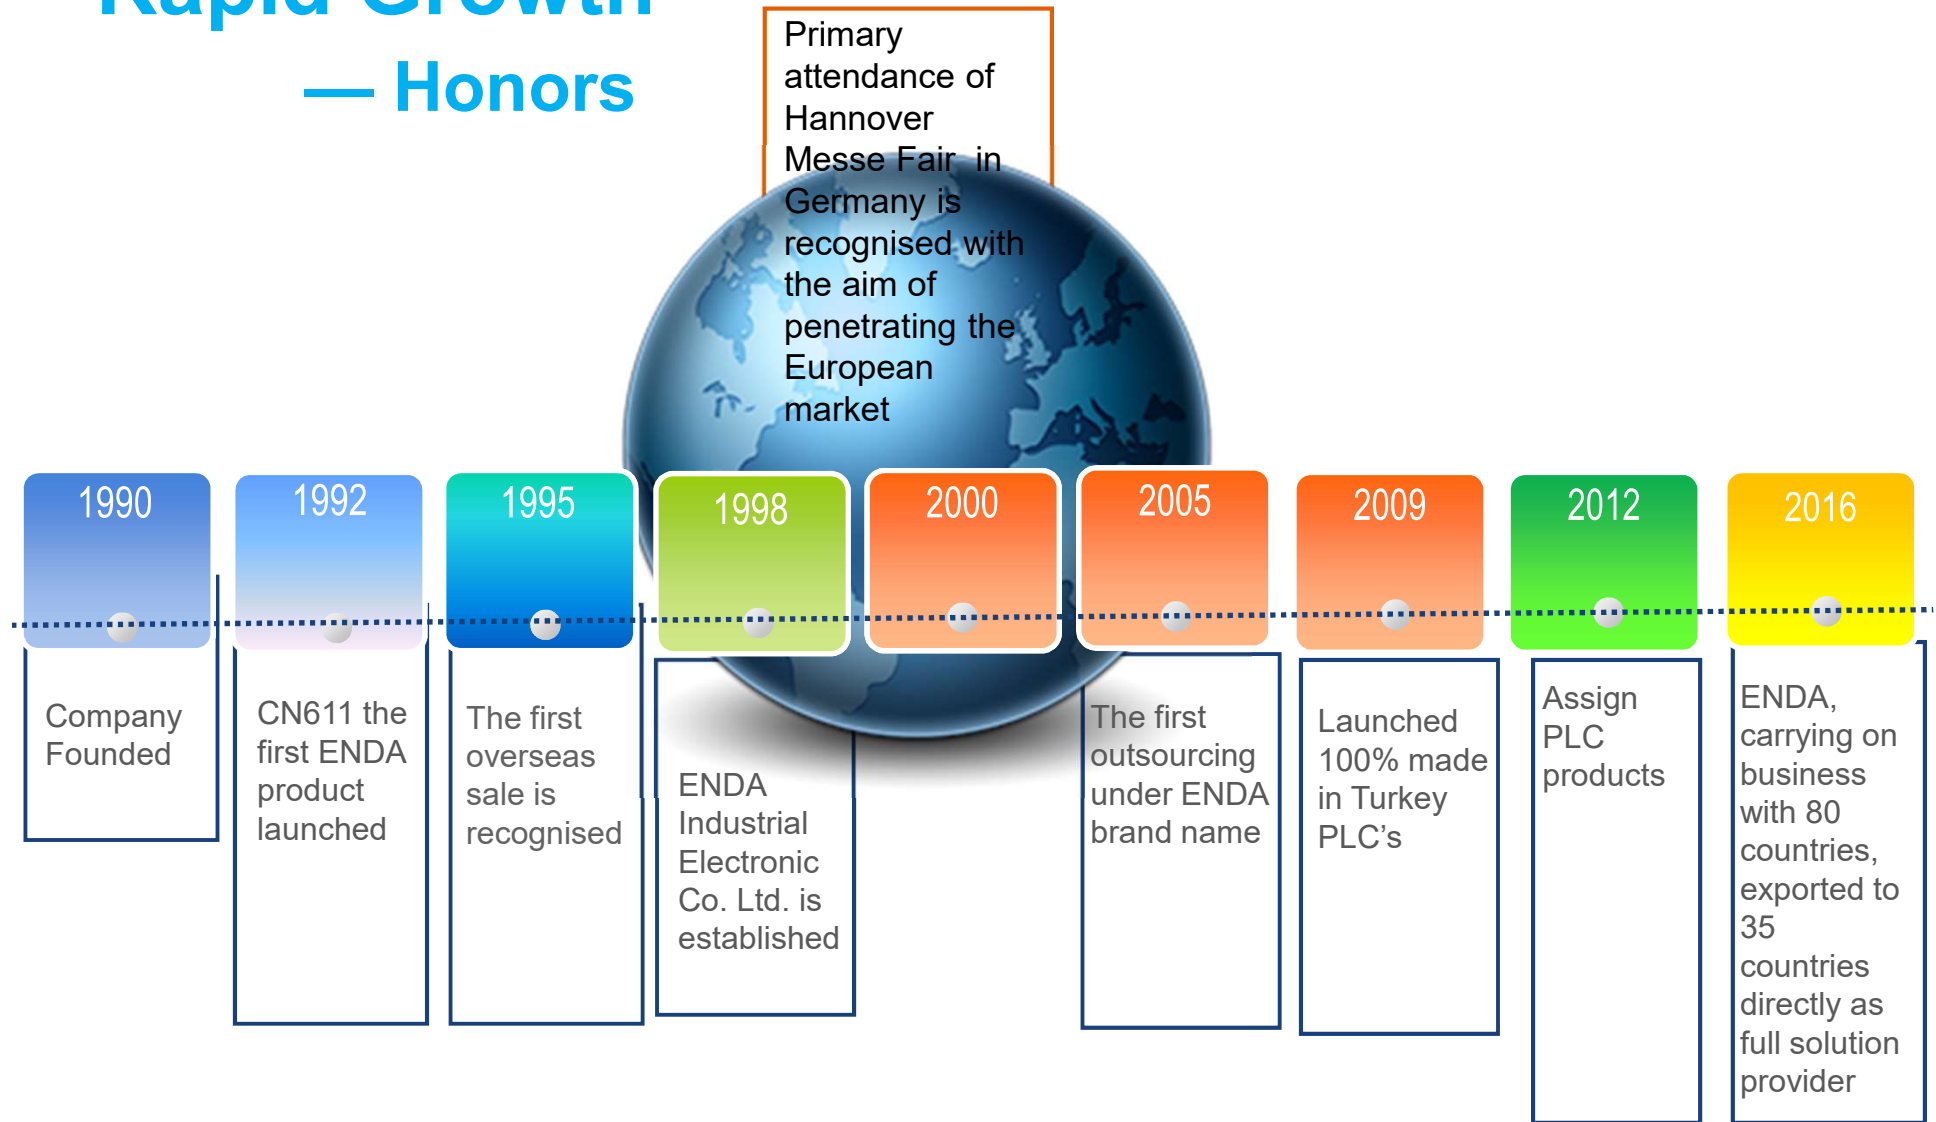 Rapid Growth
— Honors
Primary
attendance of
Hannover
Messe Fair in
Germany is
recognised with
the aim of
penetrating the
European
market
1990
1992
1995
1998
2000
2005
2009
2012
2016
Company
Founded
CN611 the
first ENDA
product
launched
The first
overseas
sale is
recognised
ENDA
Industrial
Electronic
Co. Ltd. is
established
The first
outsourcing
under ENDA
brand name
Launched
100% made
in Turkey
PLC’s
Assign
PLC
products
ENDA,
carrying on
business
with 80
countries,
exported to
35
countries
directly as
full solution
provider